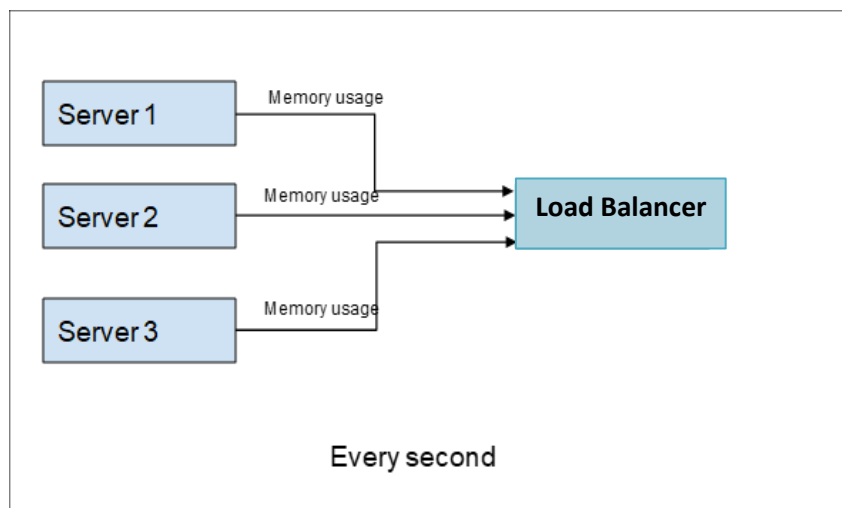 Memory usage
Server 1
Memory usage
Server 2
Load Balancer
Memory usage
Server 3
Every second